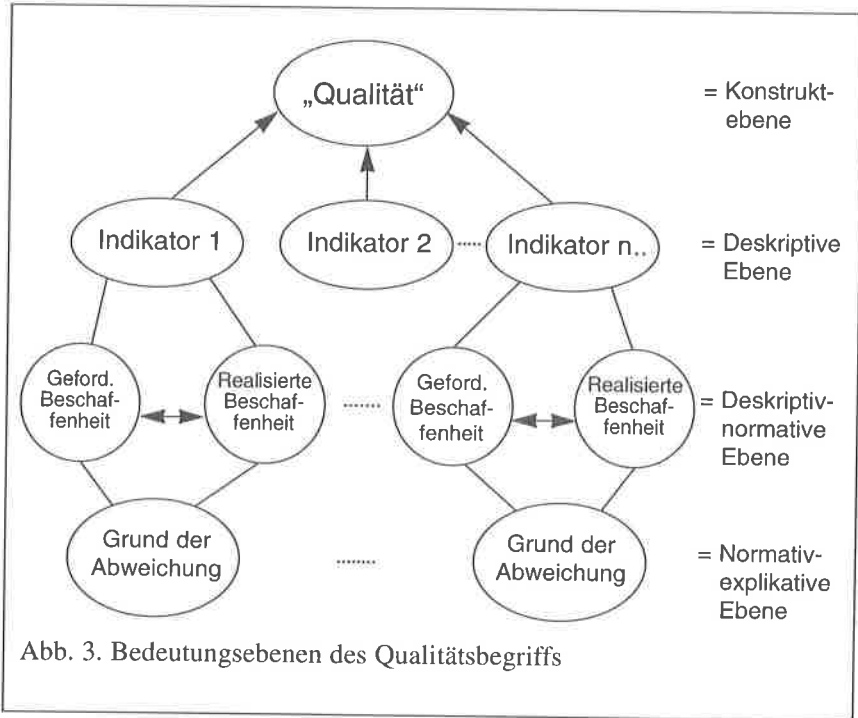 „Qualität“
= Konstrukt-
ebene
Indikator 1
Indikator 2
......
Indikator n..
= Deskriptive
Ebene
Geford.
Beschaf-
fenheit
Realisierte
Beschaf-
fenheit
.......
Geford.
Beschaf-
fenheit
Realisierte
Beschaf-
fenheit
= Deskriptiv-
normative
Ebene
Grund der
Abweichung
.......
Grund der
Abweichung
= Normativ-
explikative
Ebene
Abb. 3. Bedeutungsebenen des Qualitätsbegriffs